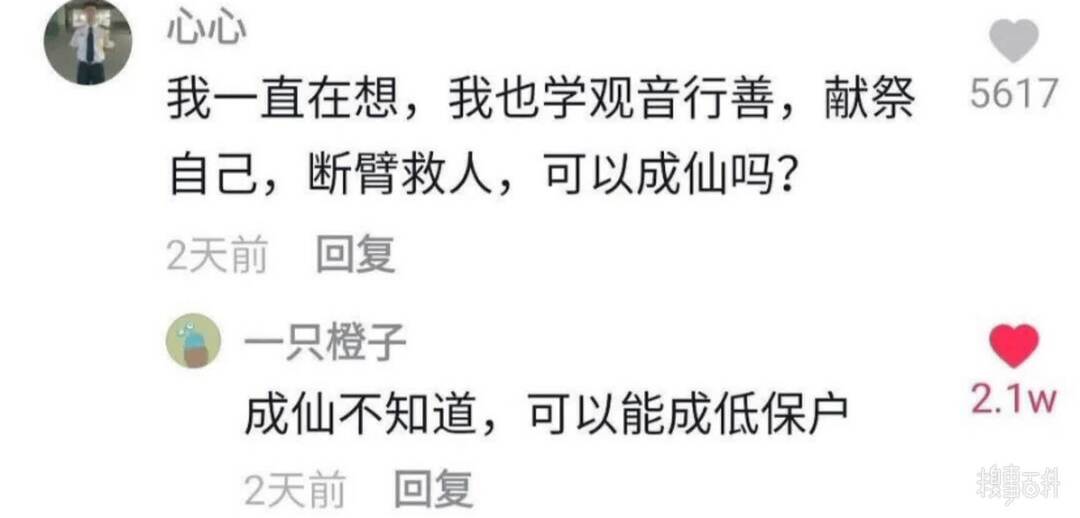 心心
5617
我一直在想，我也学观音行善，献祭
自己，断臂救人，可以成仙吗？
2天前 回复
一只橙子
2.1w
成仙不知道，可以能成低保户
2天前 回复
搜狗百科